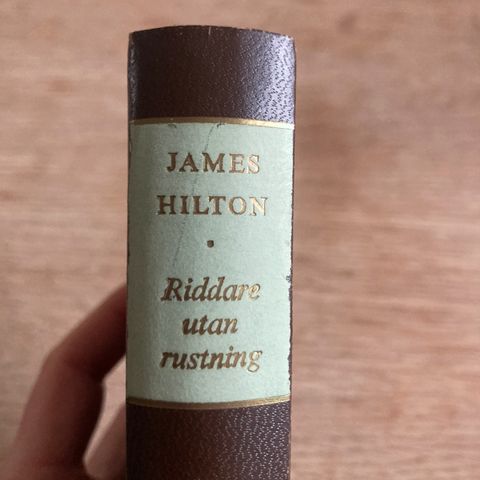 JAMES
HILTON
·
Riddare
utan
rustning